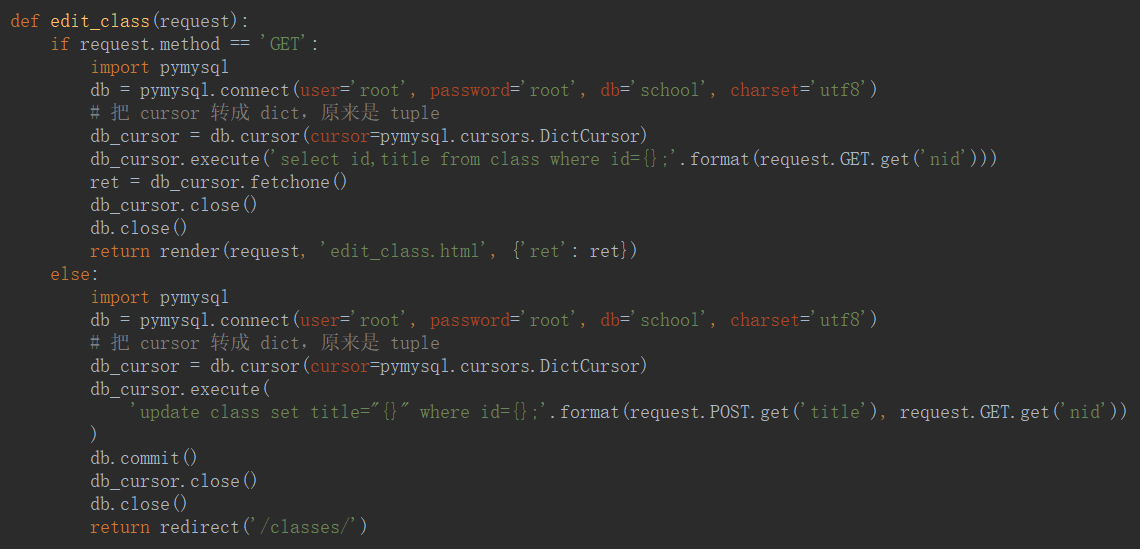 def edit_class(request):
    if request.method == 'GET':
        import pymysql
        db = pymysql.connect(user='root', password='root', db='school', charset='utf8')
        # 把 cursor 转成 dict，原来是 tuple
        db_cursor = db.cursor(cursor=pymysql.cursors.DictCursor)
        db_cursor.execute('select id,title from class where id={};'.format(request.GET.get('nid')))
        ret = db_cursor.fetchone()
        db_cursor.close()
        db.close()
        return render(request, 'edit_class.html', {'ret': ret})
    else:
        import pymysql
        db = pymysql.connect(user='root', password='root', db='school', charset='utf8')
        # 把 cursor 转成 dict，原来是 tuple
        db_cursor = db.cursor(cursor=pymysql.cursors.DictCursor)
        db_cursor.execute(
            'update class set title="{}" where id={};'.format(request.POST.get('title'), request.GET.get('nid'))
        )
        db.commit()
        db_cursor.close()
        db.close()
        return redirect('/classes/')